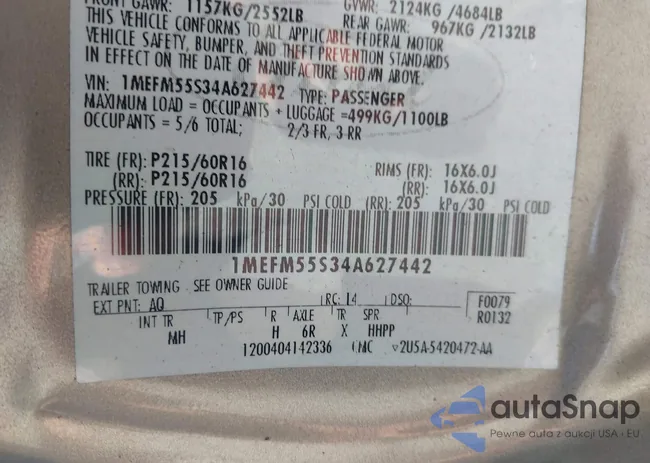 FRONT GAWR: 1157KG/2552LB GVWR: 2124KG /4684LB
REAR GAWR: 967KG /2132LB
THIS VEHICLE CONFORMS TO ALL APPLICABLE FEDERAL MOTOR
VEHICLE SAFETY, BUMPER, AND THEFT PREVENTION STANDARDS
IN EFFECT ON THE DATE OF MANUFACTURE SHOWN ABOVE.
VIN: 1MEFM55S34A627442 TYPE: PASSENGER
MAXIMUM LOAD = OCCUPANTS + LUGGAGE =499KG/1100LB
OCCUPANTS = 5/6 TOTAL, 2/3 FR, 3 RR
TIRE (FR): P215/60R16 RIMS (FR): 16X6.0J
(RR): P215/60R16 (RR): 16X6.0J
PRESSURE (FR): 205 kPa/30 PSI COLD (RR): 205 kPa/30 PSI COLD
1MEFM55S34A627442
TRAILER TOWING - SEE OWNER GUIDE
EXT PNT: AQ RC: 14 DSO: F0079
INT TR TP/PS R AXLE TR SPR R0132
MH H 6R X HHPP
1200404142336 CMC ▽2U5A-5420472-AA
autaSnap
Pewne auta z aukcji USA i EU